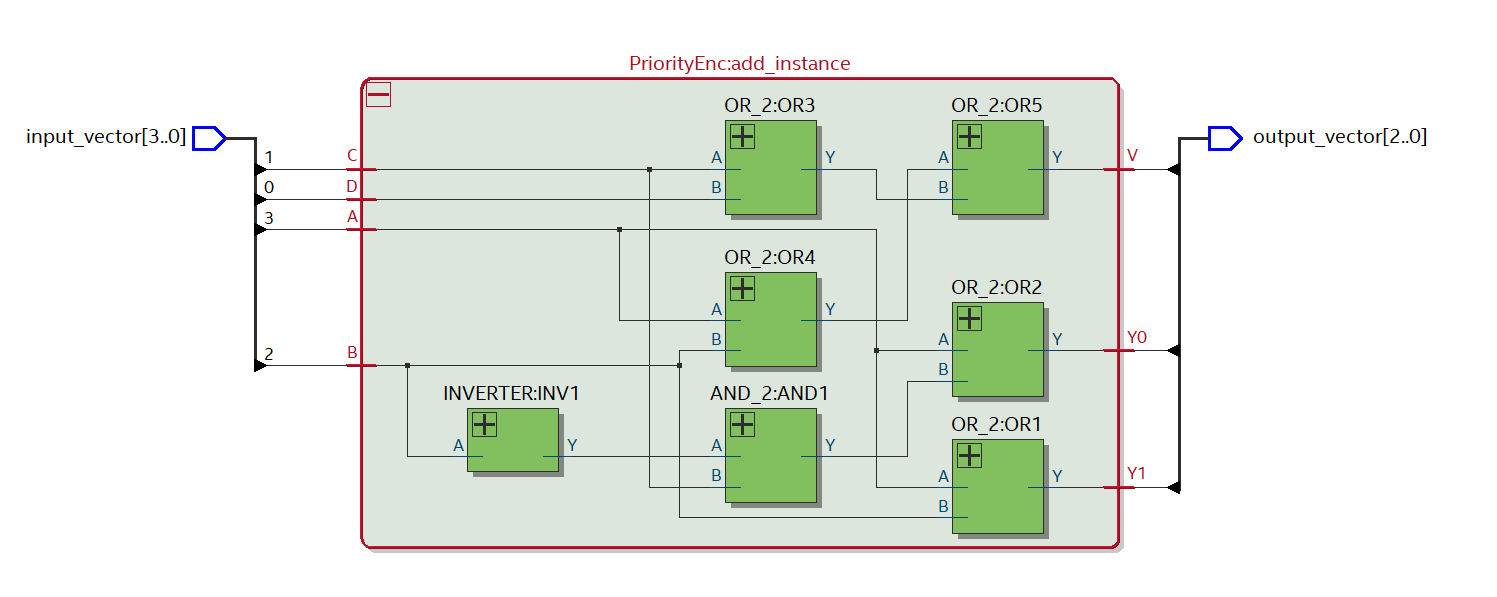 PriorityEnc:add_instance
OR_2:OR3
OR_2:OR5
input_vector[3..0]
output_vector[2..0]
1
C
A
Y
A
Y
V
0
D
B
B
3
A
OR_2:OR4
OR_2:OR2
A
Y
A
Y
Y0
2
B
B
B
INVERTER:INV1
AND_2:AND1
OR_2:OR1
A
Y
A
Y
A
Y
Y1
B
B